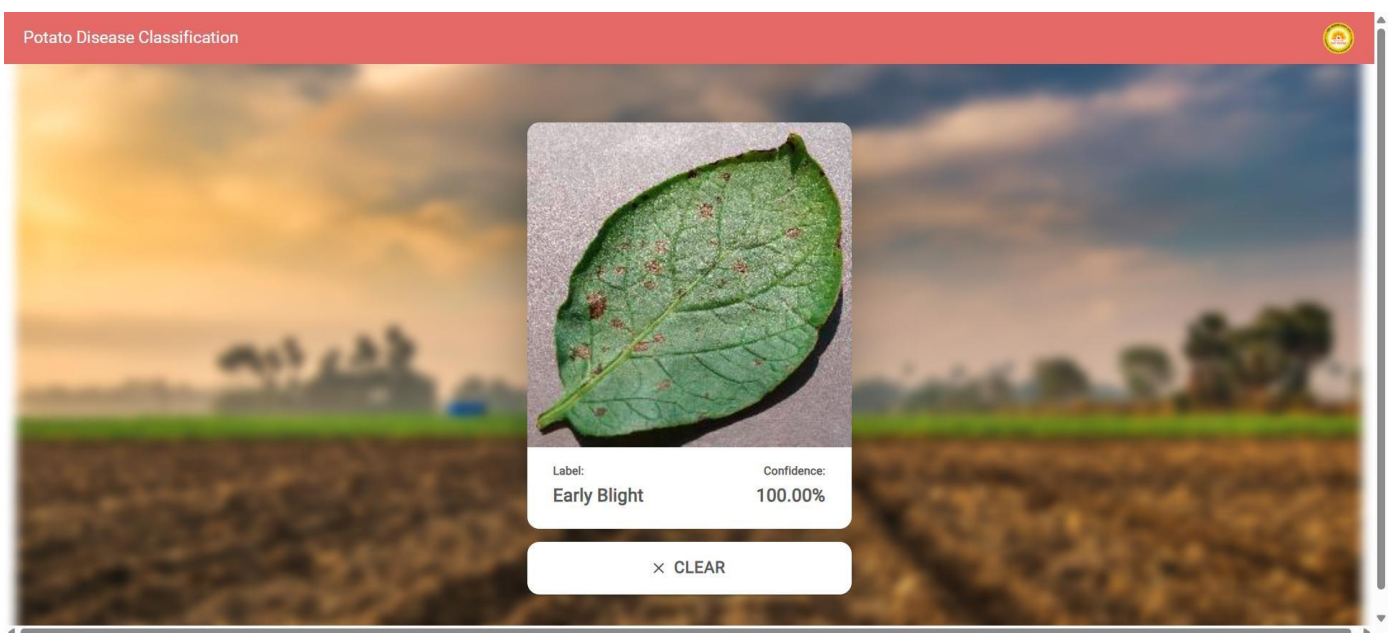 Potato Disease Classification
Label:
Confidence:
Early Blight
100.00%
× CLEAR